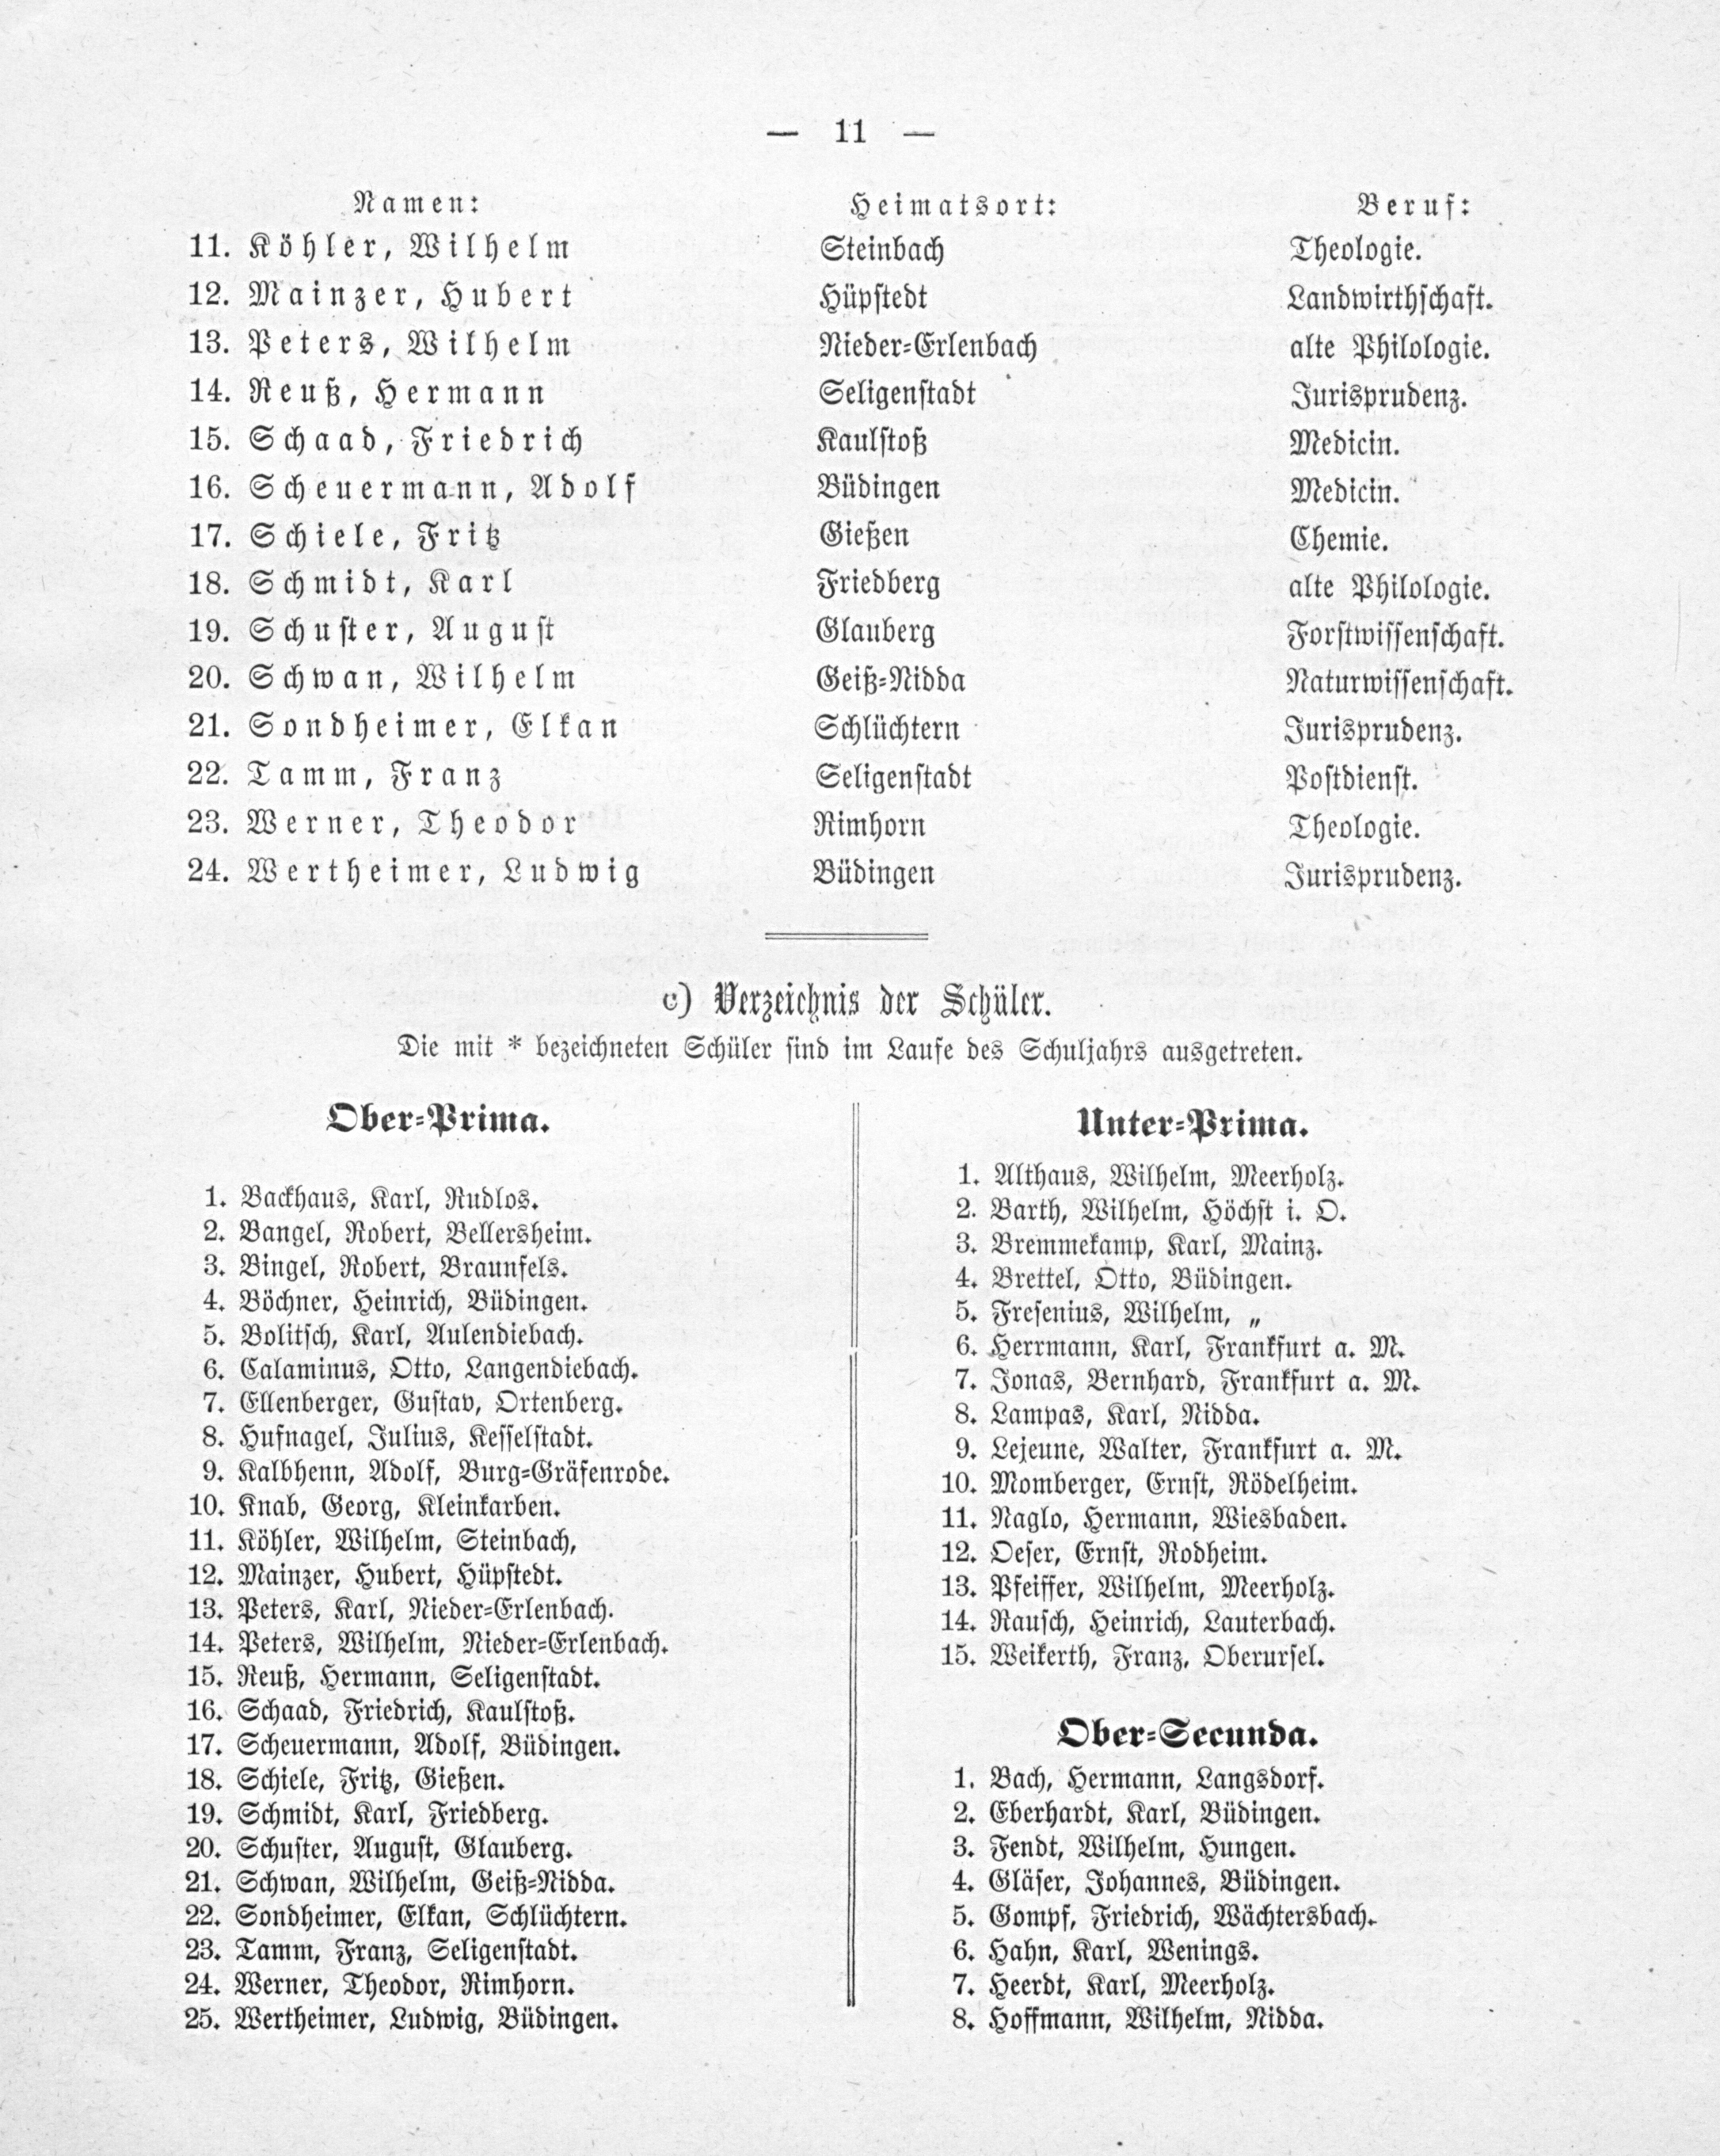 — 11 —
Namen: Heimatsort: Beruf:
11. Köhler, Wilhelm Steinbach Theologie.
12. Mainzer, Hubert Hüpstedt Landwirthschaft.
13. Peters, Wilhelm Nieder-Erlenbach alte Philologie.
14. Reuß, Hermann Seligenstadt Jurisprudenz.
15. Schaad, Friedrich Kaulstoß Medicin.
16. Scheuermann, Adolf Büdingen Medicin.
17. Schiele, Fritz Gießen Chemie.
18. Schmidt, Karl Friedberg alte Philologie.
19. Schuster, August Glauberg Forstwissenschaft.
20. Schwan, Wilhelm Geiß-Nidda Naturwissenschaft.
21. Sondheimer, Elkan Schlüchtern Jurisprudenz.
22. Tamm, Franz Seligenstadt Postdienst.
23. Werner, Theodor Rimhorn Theologie.
24. Wertheimer, Ludwig Büdingen Jurisprudenz.
c) Verzeichnis der Schüler.
Die mit * bezeichneten Schüler sind im Laufe des Schuljahrs ausgetreten.
Ober-Prima.
1. Backhaus, Karl, Rudlos.
2. Bangel, Robert, Bellersheim.
3. Bingel, Robert, Braunfels.
4. Böchner, Heinrich, Büdingen.
5. Bolitsch, Karl, Aulendiebach.
6. Calaminus, Otto, Langendiebach.
7. Ellenberger, Gustav, Ortenberg.
8. Hufnagel, Julius, Kesselstadt.
9. Kalbhenn, Adolf, Burg-Gräfenrode.
10. Knab, Georg, Kleinkarben.
11. Köhler, Wilhelm, Steinbach,
12. Mainzer, Hubert, Hüpstedt.
13. Peters, Karl, Nieder-Erlenbach.
14. Peters, Wilhelm, Nieder-Erlenbach.
15. Reuß, Hermann, Seligenstadt.
16. Schaad, Friedrich, Kaulstoß.
17. Scheuermann, Adolf, Büdingen.
18. Schiele, Fritz, Gießen.
19. Schmidt, Karl, Friedberg.
20. Schuster, August, Glauberg.
21. Schwan, Wilhelm, Geiß-Nidda.
22. Sondheimer, Elkan, Schlüchtern.
23. Tamm, Franz, Seligenstadt.
24. Werner, Theodor, Rimhorn.
25. Wertheimer, Ludwig, Büdingen.
Unter-Prima.
1. Althaus, Wilhelm, Meerholz.
2. Barth, Wilhelm, Höchst i. O.
3. Bremmekamp, Karl, Mainz.
4. Brettel, Otto, Büdingen.
5. Fresenius, Wilhelm, „
6. Herrmann, Karl, Frankfurt a. M.
7. Jonas, Bernhard, Frankfurt a. M.
8. Lampas, Karl, Nidda.
9. Lejeune, Walter, Frankfurt a. M.
10. Momberger, Ernst, Rödelheim.
11. Naglo, Hermann, Wiesbaden.
12. Oeser, Ernst, Rodheim.
13. Pfeiffer, Wilhelm, Meerholz.
14. Rausch, Heinrich, Lauterbach.
15. Weikerth, Franz, Oberursel.
Ober-Secunda.
1. Bach, Hermann, Langsdorf.
2. Eberhardt, Karl, Büdingen.
3. Fendt, Wilhelm, Hungen.
4. Gläser, Johannes, Büdingen.
5. Gompf, Friedrich, Wächtersbach.
6. Hahn, Karl, Wenings.
7. Heerdt, Karl, Meerholz.
8. Hoffmann, Wilhelm, Nidda.